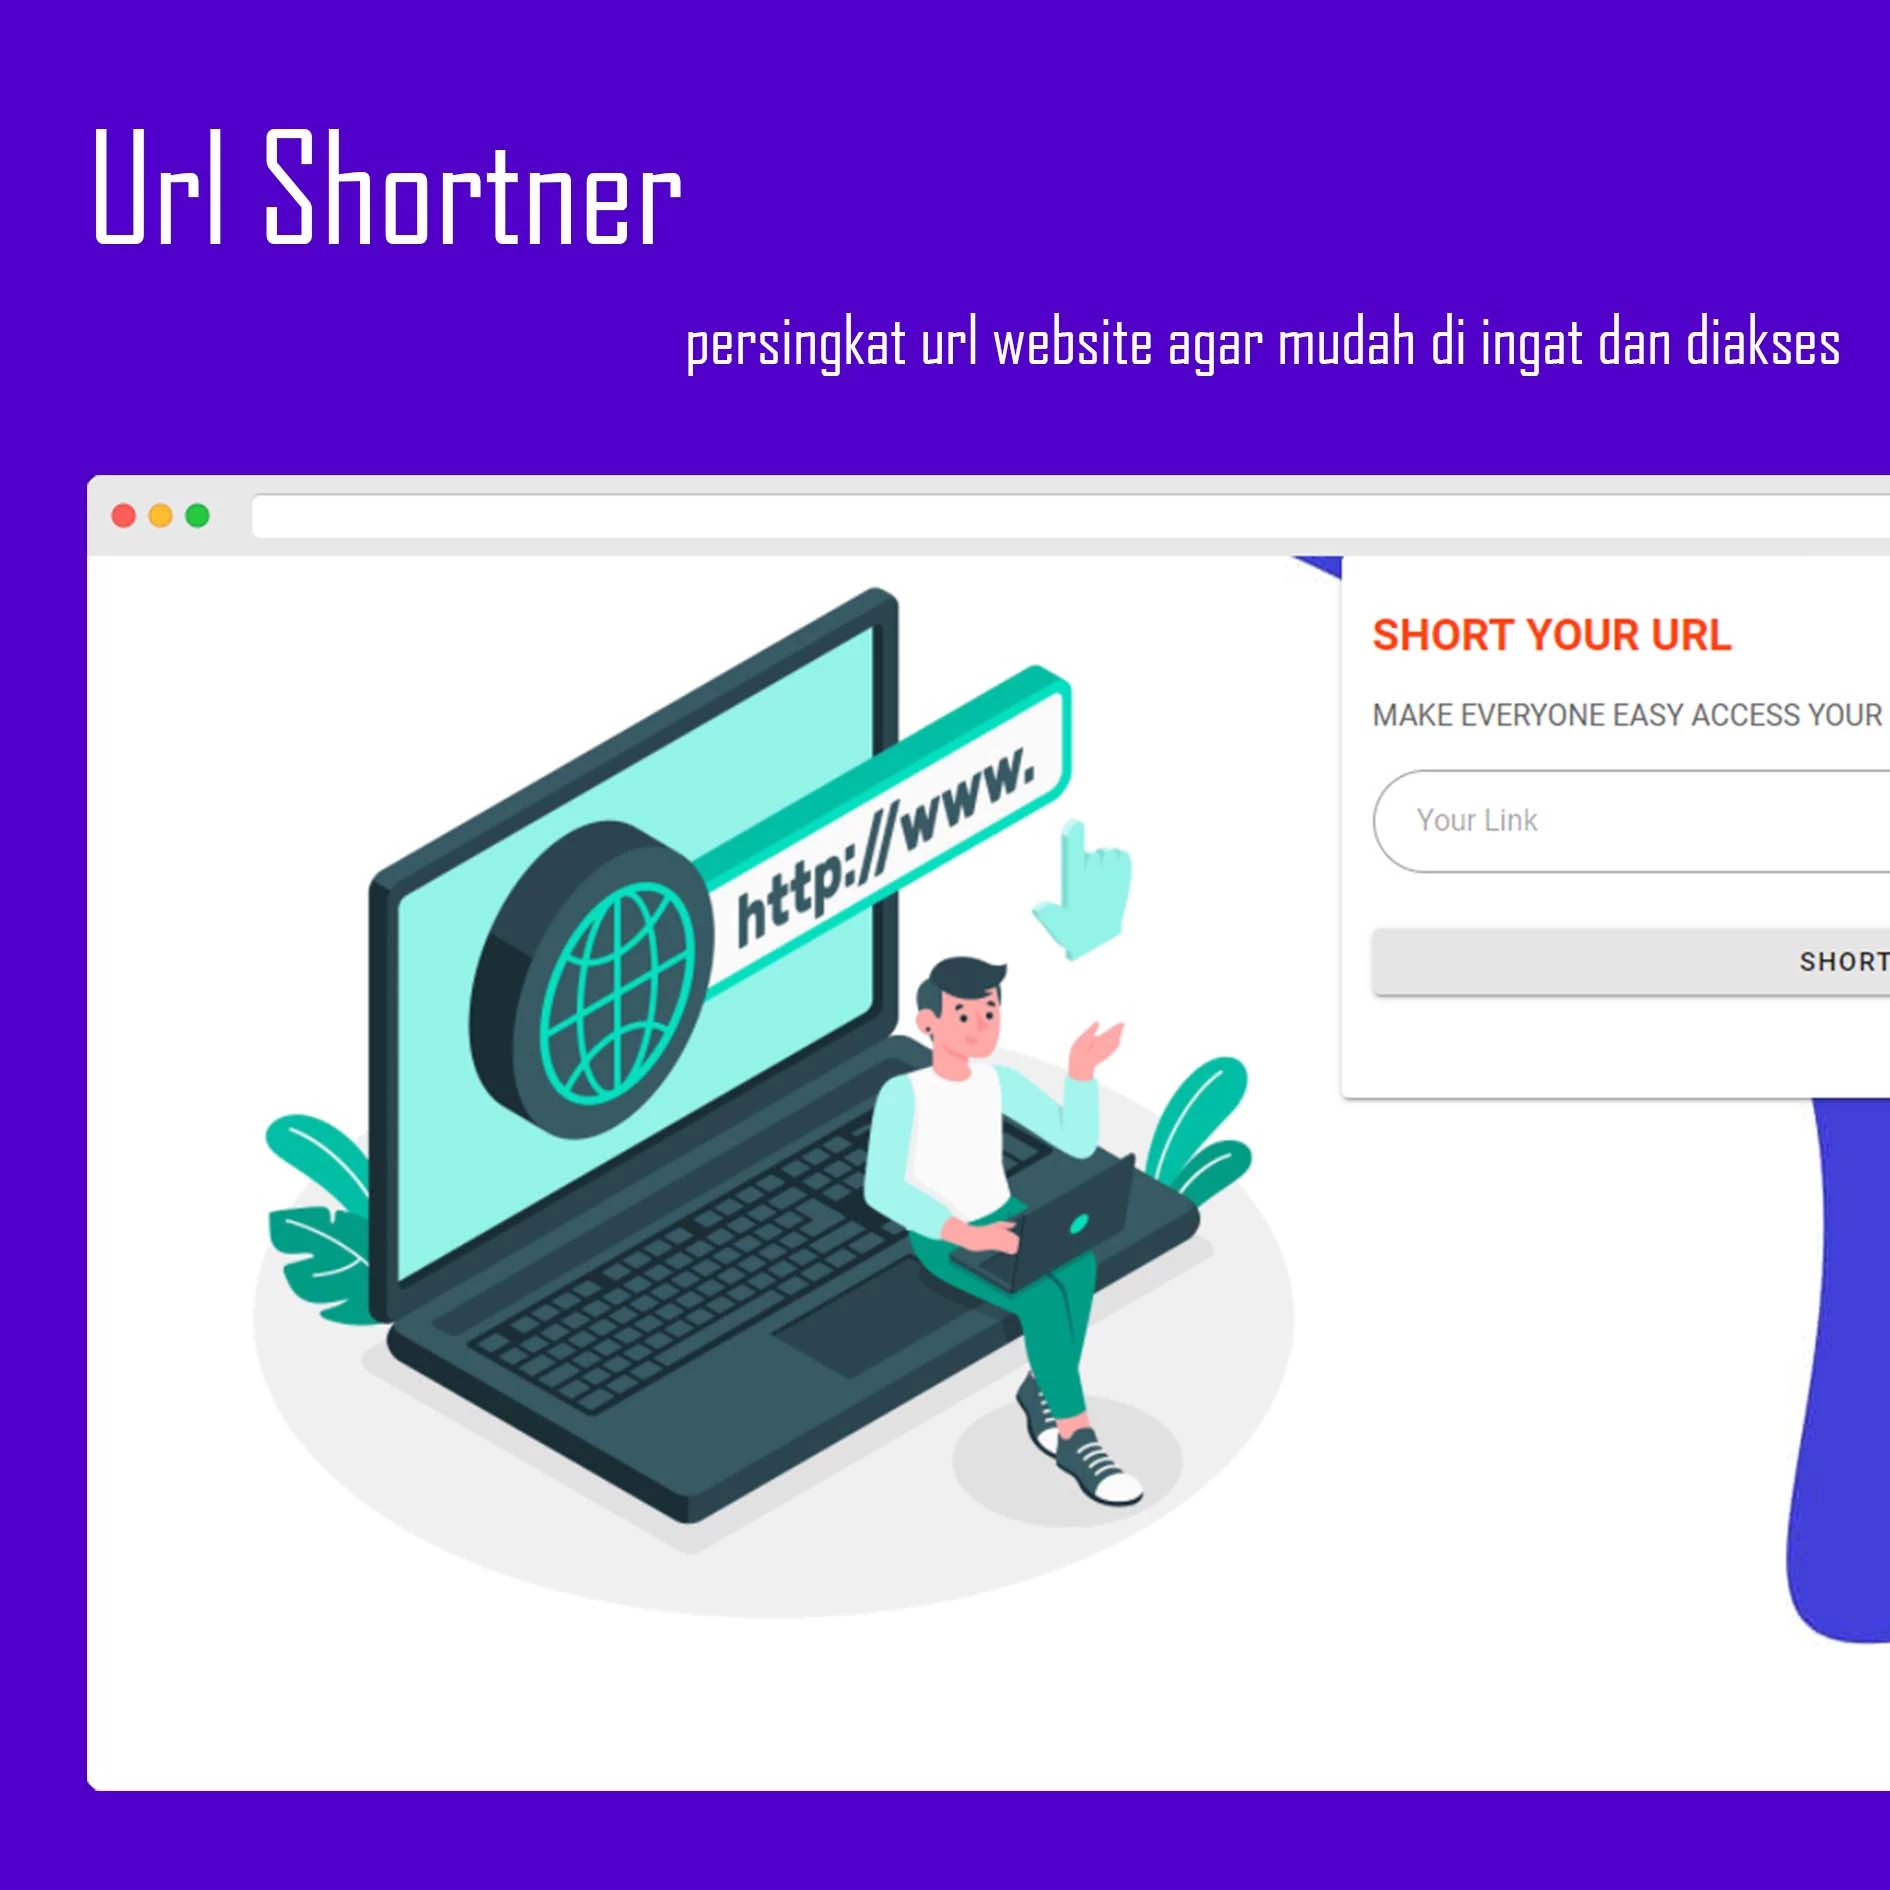 Url Shortner
persingkat url website agar mudah di ingat dan diakses
http://www.
SHORT YOUR URL
MAKE EVERYONE EASY ACCESS YOUR
Your Link
SHORT